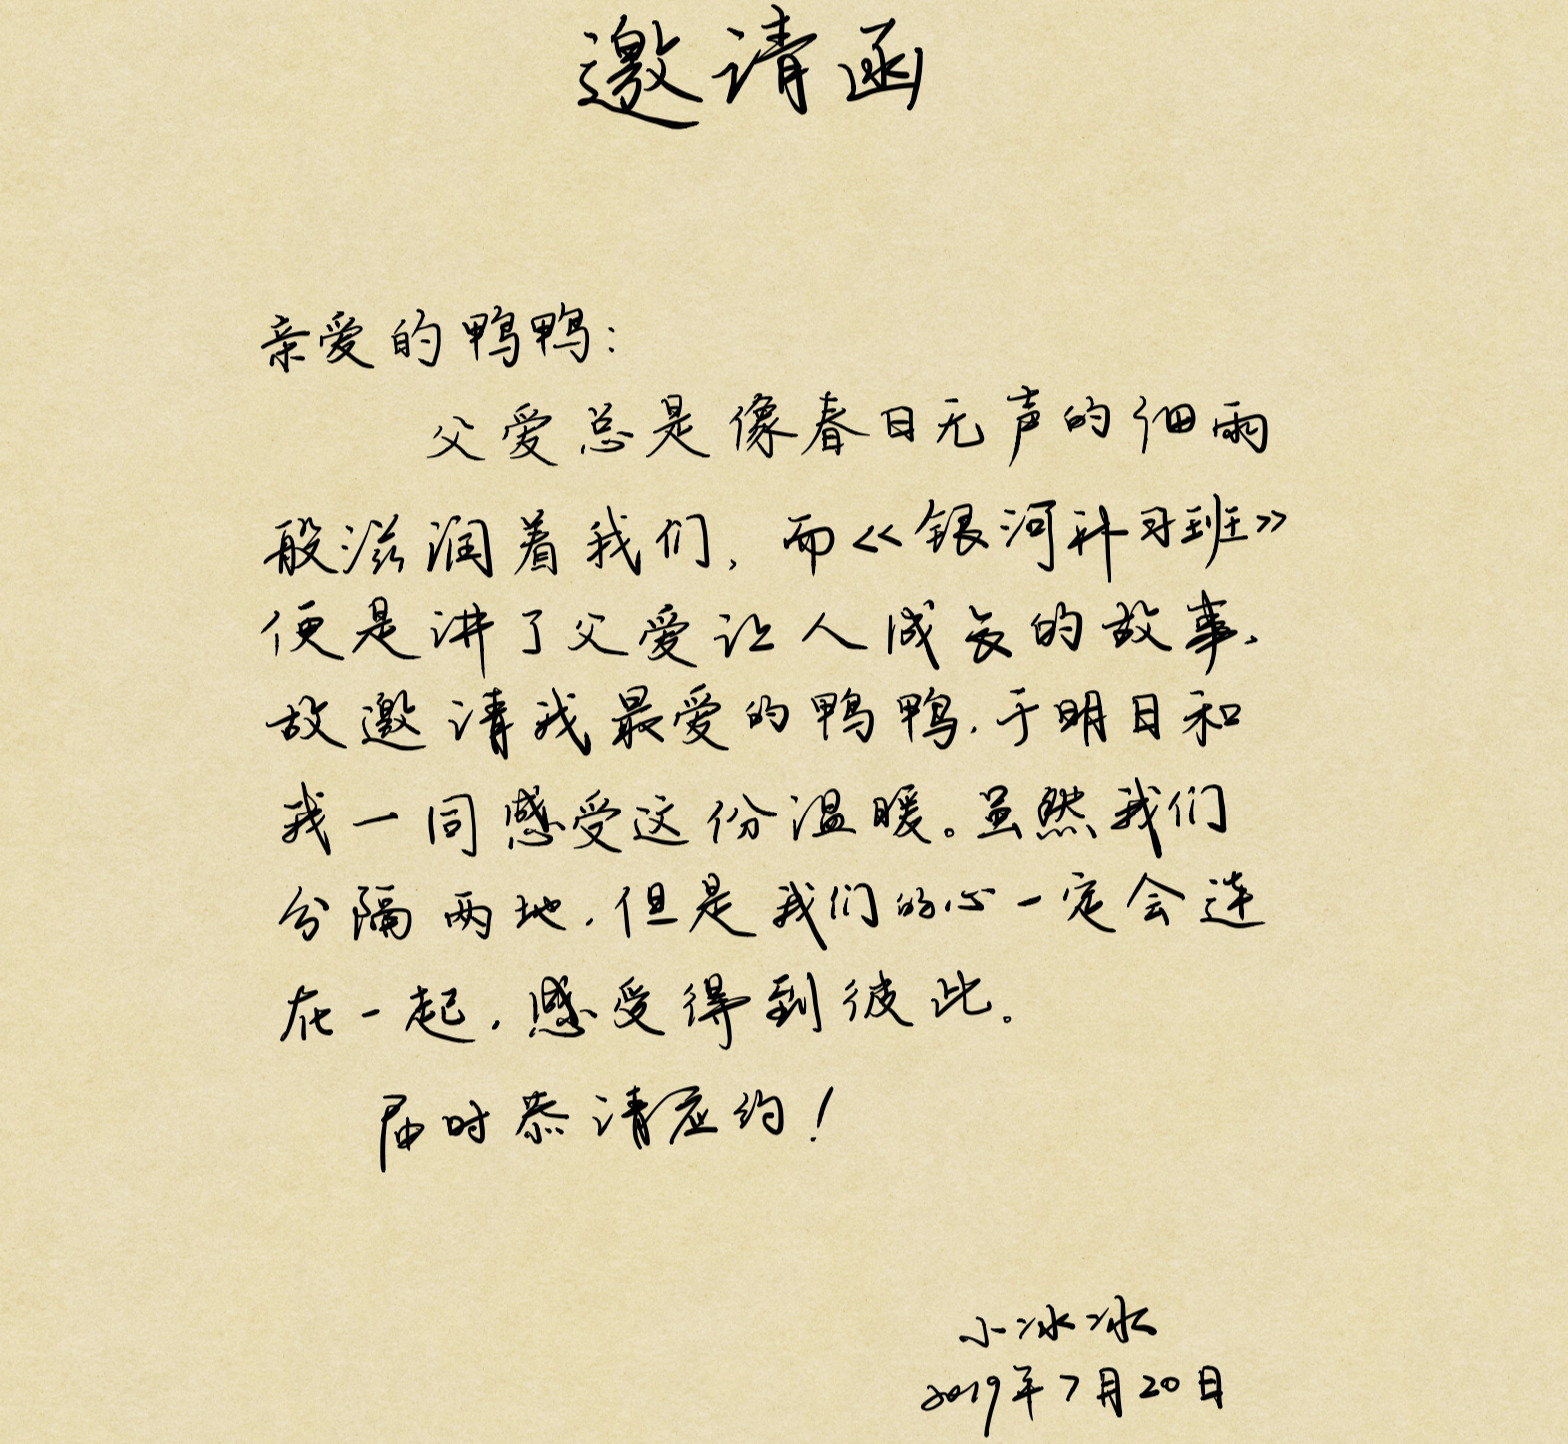 邀请函
亲爱的鸭鸭：
父爱总是像春日无声的细雨
般滋润着我们，而《银河补习班》
便是讲了父爱让人成长的故事，
故邀请我最爱的鸭鸭，于明日和
我一同感受这份温暖。虽然我们
分隔两地，但是我们的心一定会连
在一起，感受得到彼此。
届时恭请应约！
小冰冰
2019年7月20日